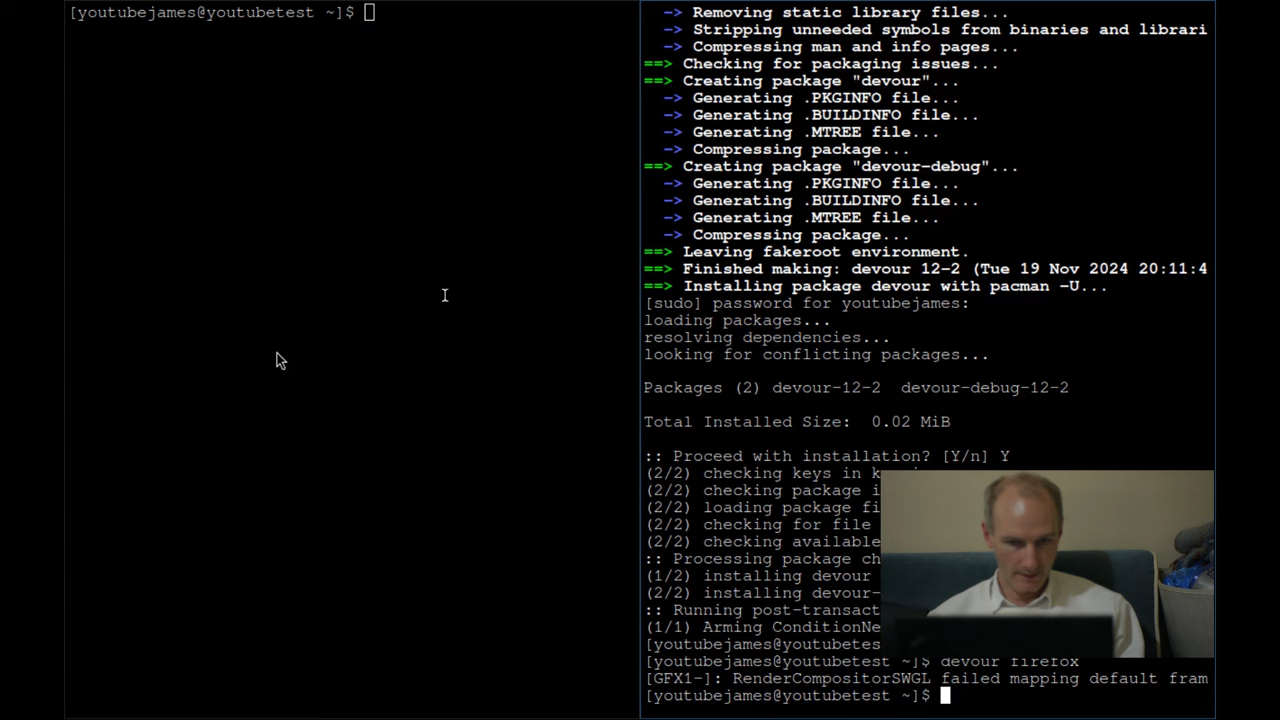 [youtubejames@youtubetest ~]$
-> Removing static library files...
-> Stripping unneeded symbols from binaries and librari
-> Compressing man and info pages...
==> Checking for packaging issues...
==> Creating package "devour"...
-> Generating .PKGINFO file...
-> Generating .BUILDINFO file...
-> Generating .MTREE file...
-> Compressing package...
==> Creating package "devour-debug"...
-> Generating .PKGINFO file...
-> Generating .BUILDINFO file...
-> Generating .MTREE file...
-> Compressing package...
==> Leaving fakeroot environment.
==> Finished making: devour 12-2 (Tue 19 Nov 2024 20:11:4
==> Installing package devour with pacman -U...
[sudo] password for youtubejames:
loading packages...
resolving dependencies...
looking for conflicting packages...
Packages (2) devour-12-2  devour-debug-12-2
Total Installed Size:  0.02 MiB
:: Proceed with installation? [Y/n] Y
(2/2) checking keys in
(2/2) checking package i
(2/2) loading package fi
(2/2) checking for file
(2/2) checking available
:: Processing package ch
(1/2) installing devour
(2/2) installing devour-
:: Running post-transact
(1/1) Arming ConditionNe
[youtubejames@youtubetes
[youtubejames@youtubetest ~]$ devour firefox
[GFX1-]: RenderCompositorSWGL failed mapping default fram
[youtubejames@youtubetest ~]$